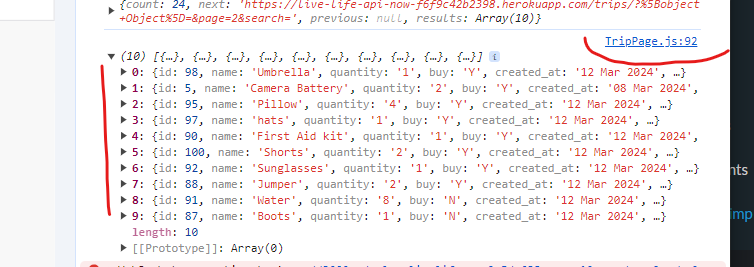 {count: 24, next: 'https://live-life-api-now-f6f9c42b2398.herokuapp.com/trips/?%5Bobject
+Object%5D=&page=2&search=', previous: null, results: Array(10)}
TripPage.js:92
(10) [{…}, {…}, {…}, {…}, {…}, {…}, {…}, {…}, {…}, {…}]
0: {id: 98, name: 'Umbrella', quantity: '1', buy: 'Y', created_at: '12 Mar 2024', …}
1: {id: 5, name: 'Camera Battery', quantity: '2', buy: 'Y', created_at: '08 Mar 2024',
2: {id: 95, name: 'Pillow', quantity: '4', buy: 'Y', created_at: '12 Mar 2024', …}
3: {id: 97, name: 'hats', quantity: '1', buy: 'Y', created_at: '12 Mar 2024', …}
4: {id: 90, name: 'First Aid kit', quantity: '1', buy: 'Y', created_at: '12 Mar 2024',
5: {id: 100, name: 'Shorts', quantity: '2', buy: 'Y', created_at: '12 Mar 2024', …}
6: {id: 92, name: 'Sunglasses', quantity: '1', buy: 'Y', created_at: '12 Mar 2024', …}
7: {id: 88, name: 'Jumper', quantity: '2', buy: 'Y', created_at: '12 Mar 2024', …}
8: {id: 91, name: 'Water', quantity: '8', buy: 'N', created_at: '12 Mar 2024', …}
9: {id: 87, name: 'Boots', quantity: '1', buy: 'N', created_at: '12 Mar 2024', …}
length: 10
[[Prototype]]: Array(0)